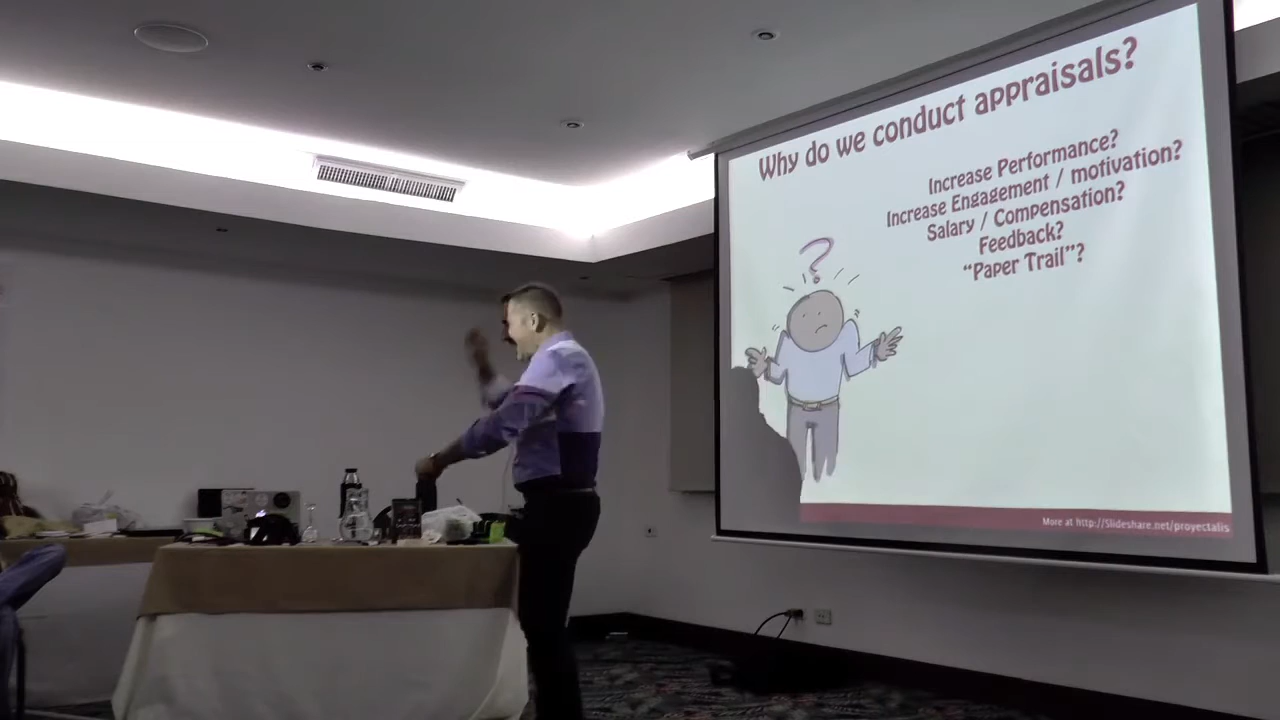 Why do we conduct appraisals?
Increase Performance?
Increase Engagement / motivation?
Salary / Compensation?
Feedback?
“Paper Trail”?
?
More at http://Slideshare.net/proyectalis